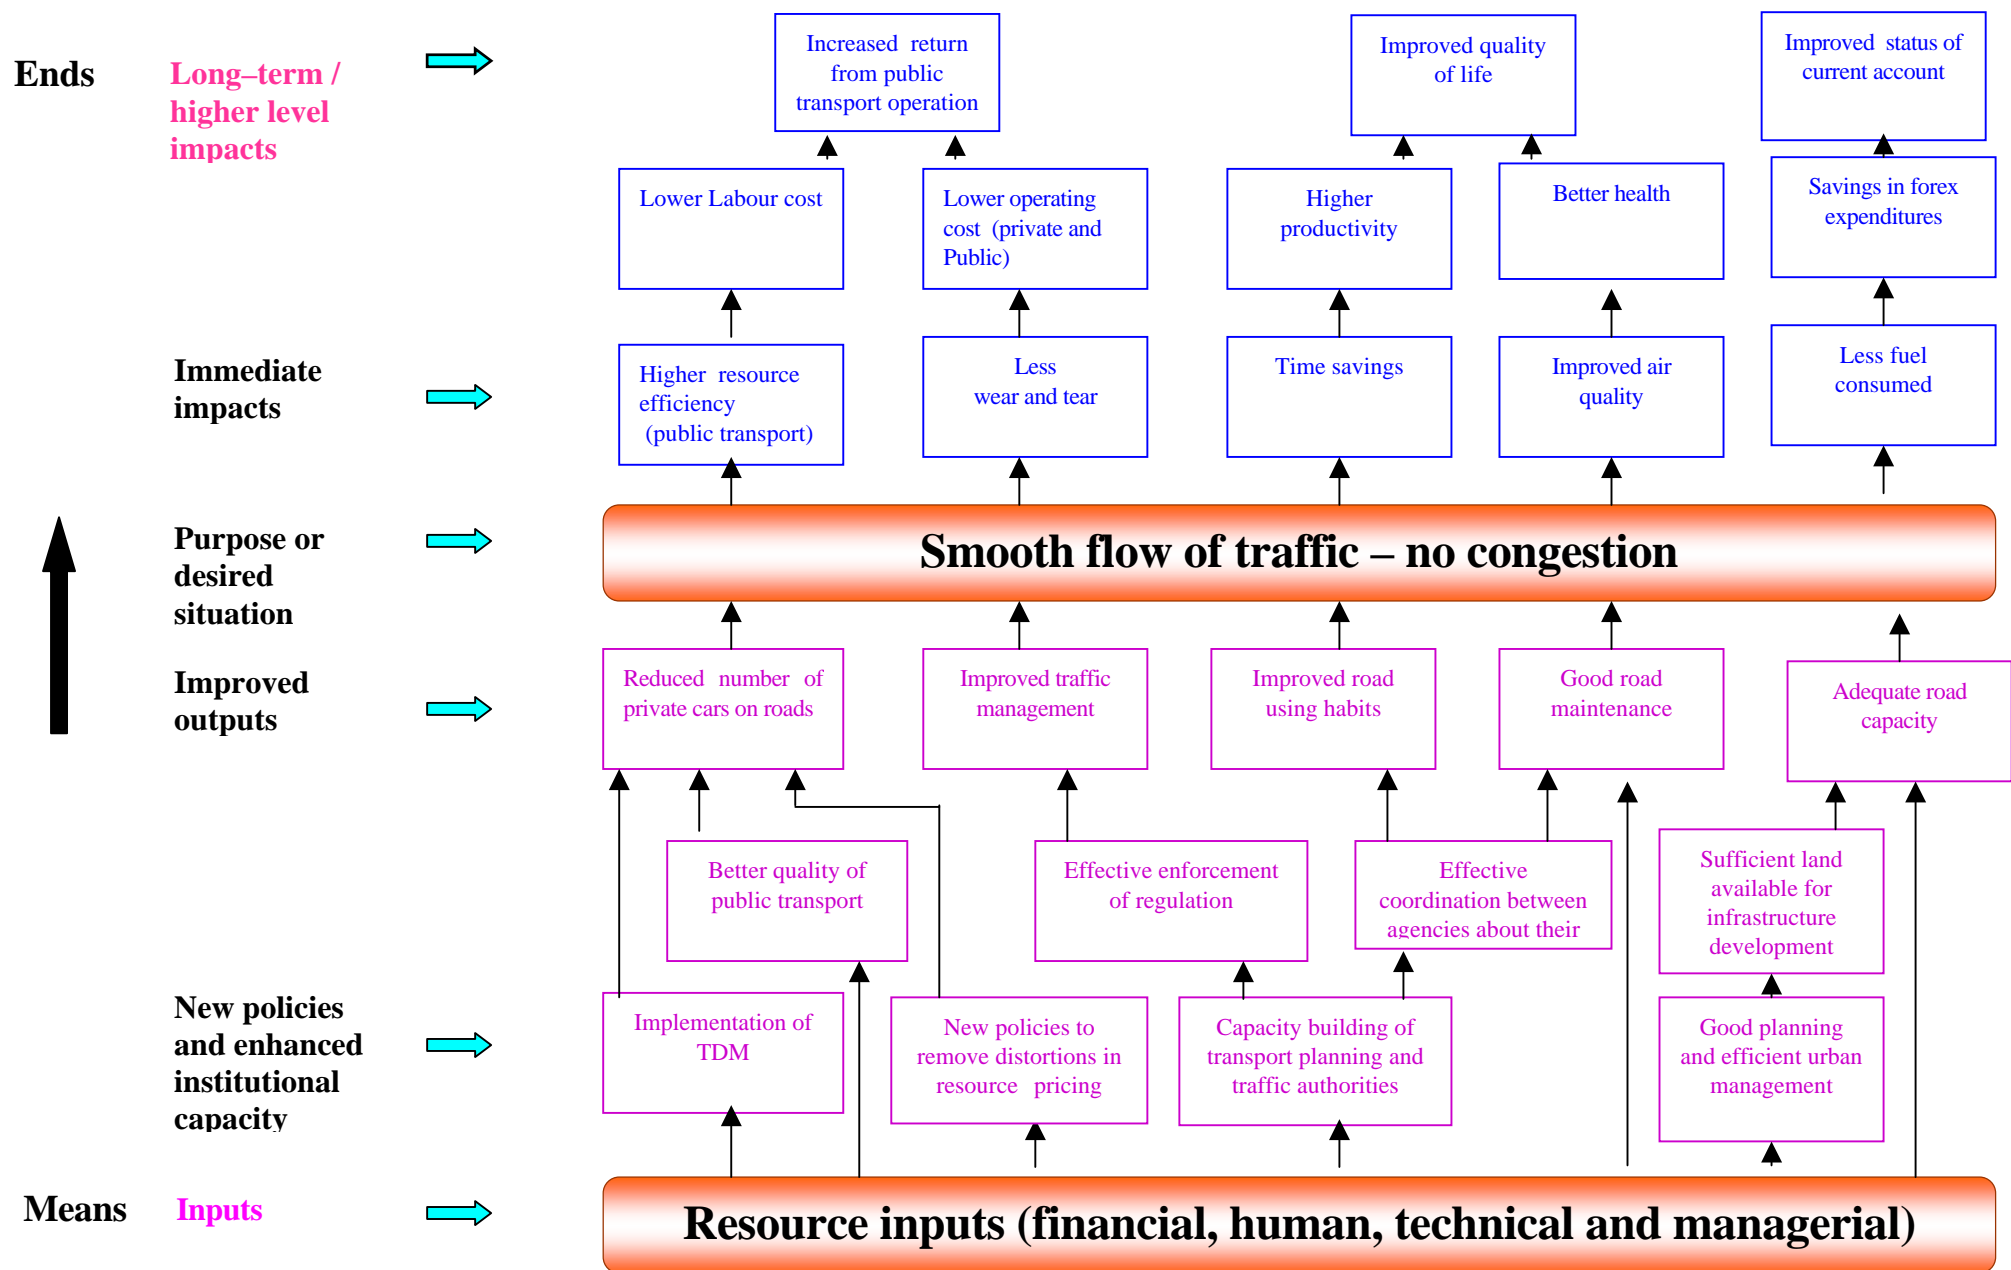 Ends
Long–term /
higher level
impacts
Increased return
from public
transport operation
Improved quality
of life
Improved status of
current account
Lower Labour cost
Lower operating
cost (private and
Public)
Higher
productivity
Better health
Savings in forex
expenditures
Immediate
impacts
Higher resource
efficiency
(public transport)
Less
wear and tear
Time savings
Improved air
quality
Less fuel
consumed
Purpose or
desired
situation
Smooth flow of traffic – no congestion
Improved
outputs
Reduced number of
private cars on roads
Improved traffic
management
Improved road
using habits
Good road
maintenance
Adequate road
capacity
Better quality of
public transport
Effective enforcement
of regulation
Effective
coordination between
agencies about their
Sufficient land
available for
infrastructure
development
New policies
and enhanced
institutional
capacity
Implementation of
TDM
New policies to
remove distortions in
resource pricing
Capacity building of
transport planning and
traffic authorities
Good planning
and efficient urban
management
Means
Inputs
Resource inputs (financial, human, technical and managerial)